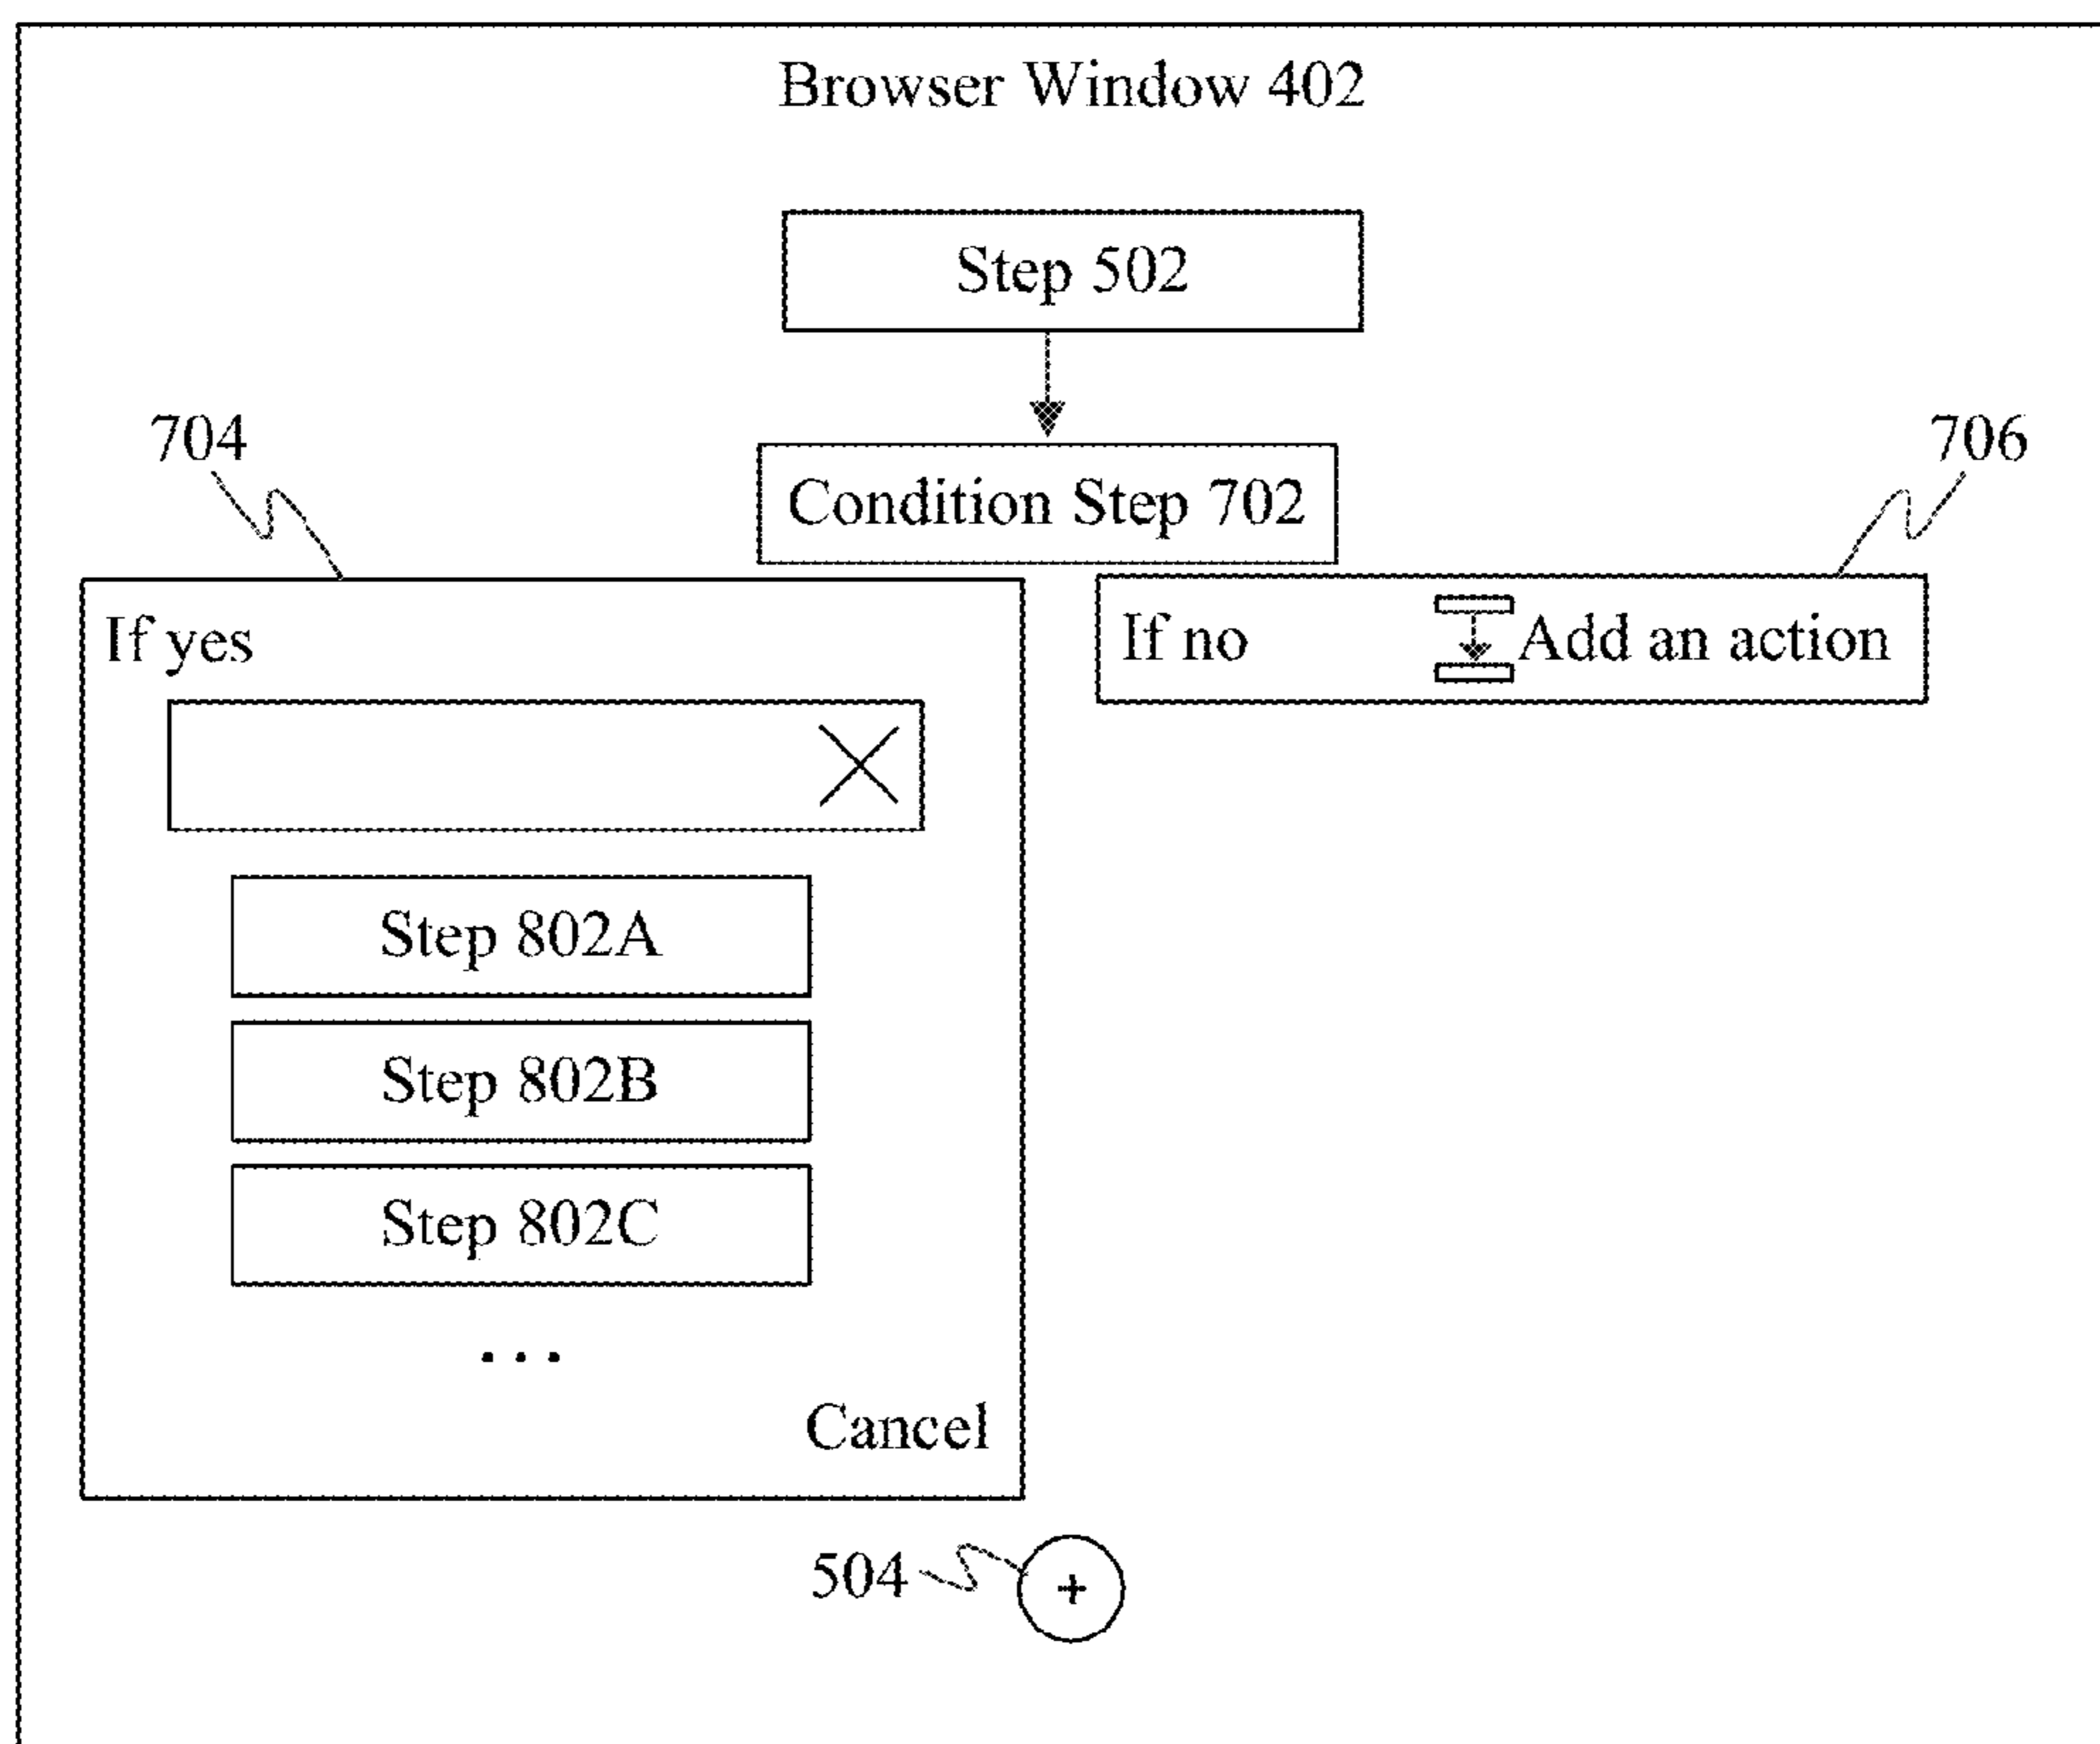 Browser Window 402
Step 502
704
706
Condition Step 702
If yes
If no
Add an action
Step 802A
Step 802B
Step 802C
...
Cancel
504
+